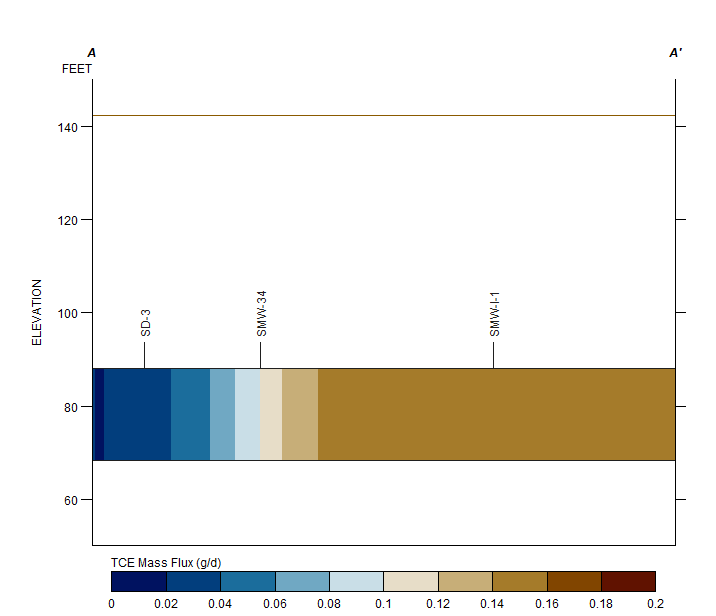 A A'
FEET
140
120
100
80
60
ELEVATION
SD-3
SMW-34
SMW-I-1
TCE Mass Flux (g/d)
0 0.02 0.04 0.06 0.08 0.1 0.12 0.14 0.16 0.18 0.2